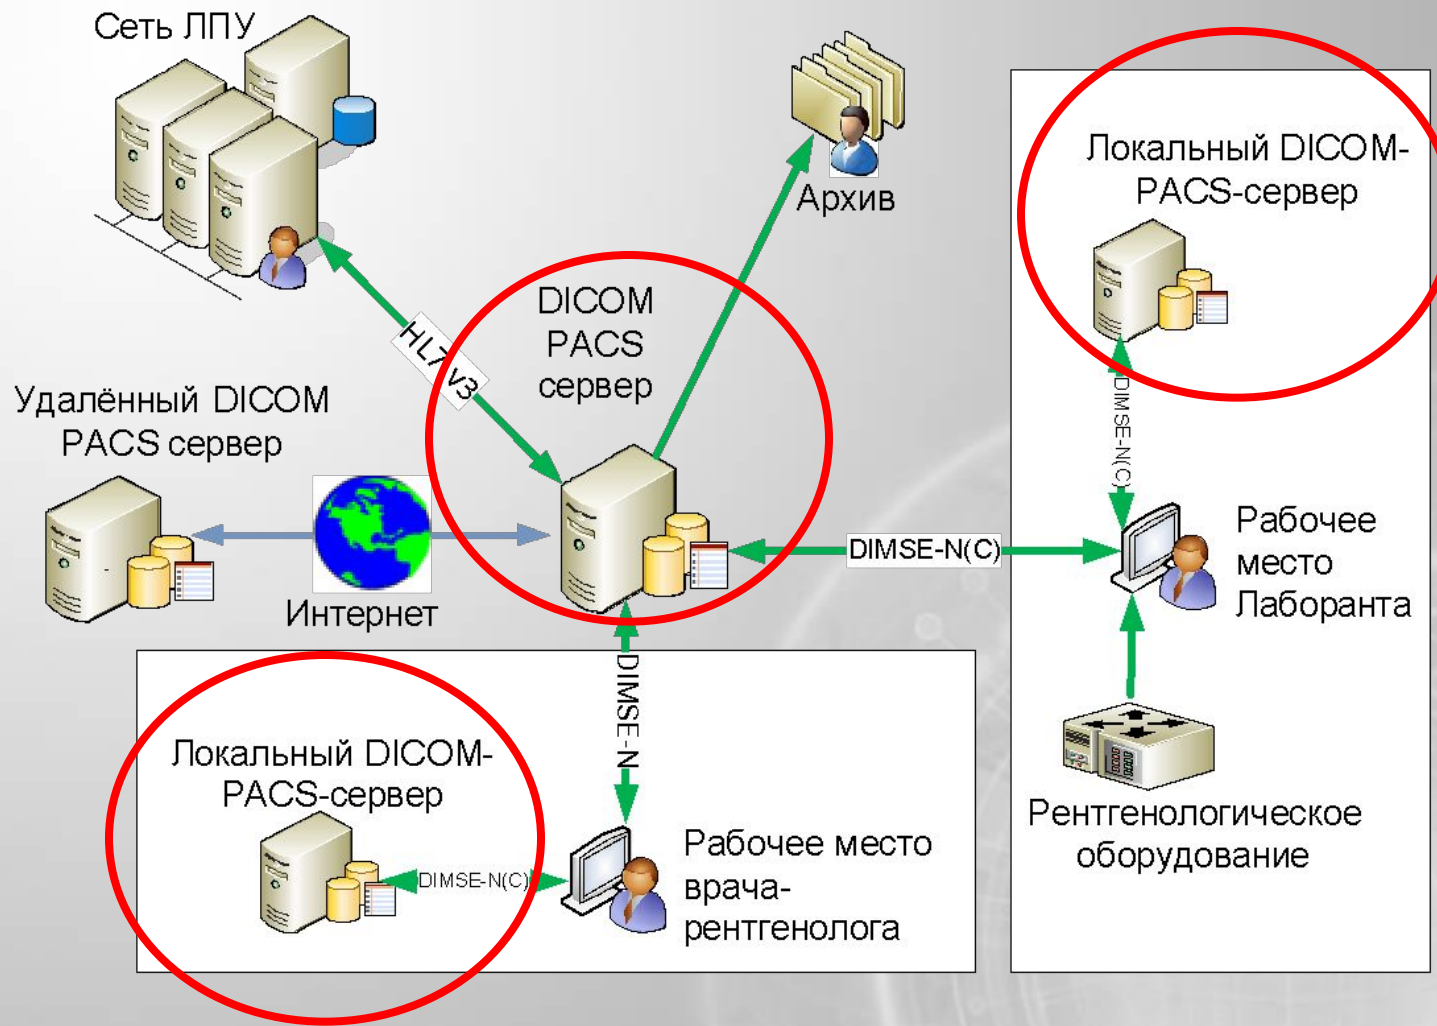 Сеть ЛПУ
Архив
Локальный DICOM-
PACS-сервер
DICOM
PACS
сервер
HL7 v3
Удалённый DICOM
PACS сервер
Интернет
DIMSE-N(C)
DIMSE-N(C)
Рабочее
место
Лаборанта
DIMSE-N
Локальный DICOM-
PACS-сервер
DIMSE-N(C)
Рабочее место
врача-
рентгенолога
Рентгенологическое
оборудование